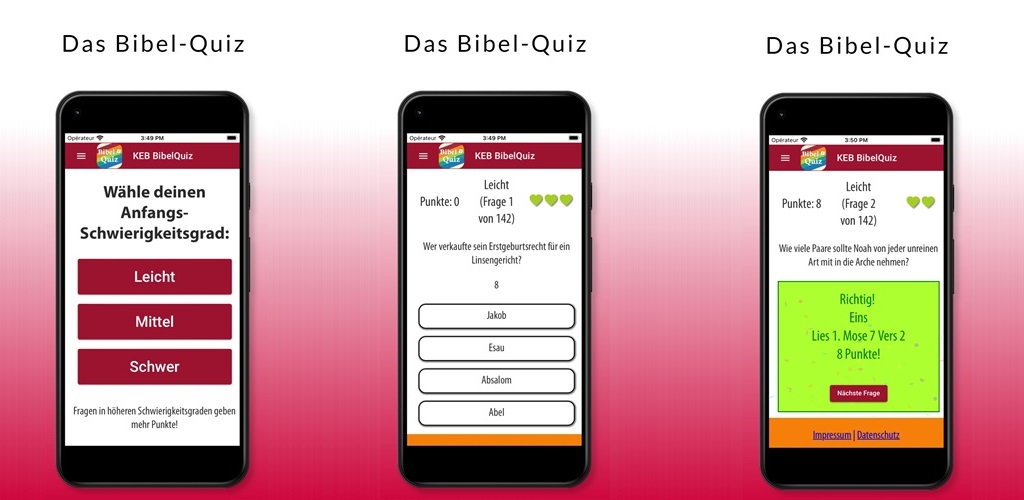 Das Bibel-Quiz
Opérateur 3:49 PM
Bibel Quiz
KEB BibelQuiz
Wähle deinen
Anfangs-
Schwierigkeitsgrad:
Leicht
Mittel
Schwer
Fragen in höheren Schwierigkeitsgraden geben
mehr Punkte!
Das Bibel-Quiz
Opérateur 3:49 PM
Bibel Quiz
KEB BibelQuiz
Punkte: 0
Leicht
(Frage 1
von 142)
Wer verkaufte sein Erstgeburtsrecht für ein
Linsengericht?
8
Jakob
Esau
Absalom
Abel
Das Bibel-Quiz
Opérateur 3:50 PM
Bibel Quiz
KEB BibelQuiz
Punkte: 8
Leicht
(Frage 2
von 142)
Wie viele Paare sollte Noah von jeder unreinen
Art mit in die Arche nehmen?
Richtig!
Eins
Lies 1. Mose 7 Vers 2
8 Punkte!
Nächste Frage
Impressum | Datenschutz